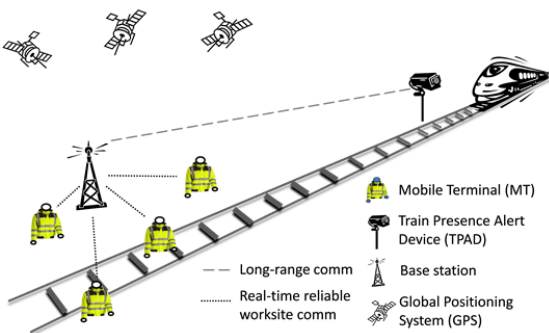 Mobile Terminal (MT)
Train Presence Alert
Device (TPAD)
Long-range comm
Base station
Real-time reliable
worksite comm
Global Positioning
System (GPS)